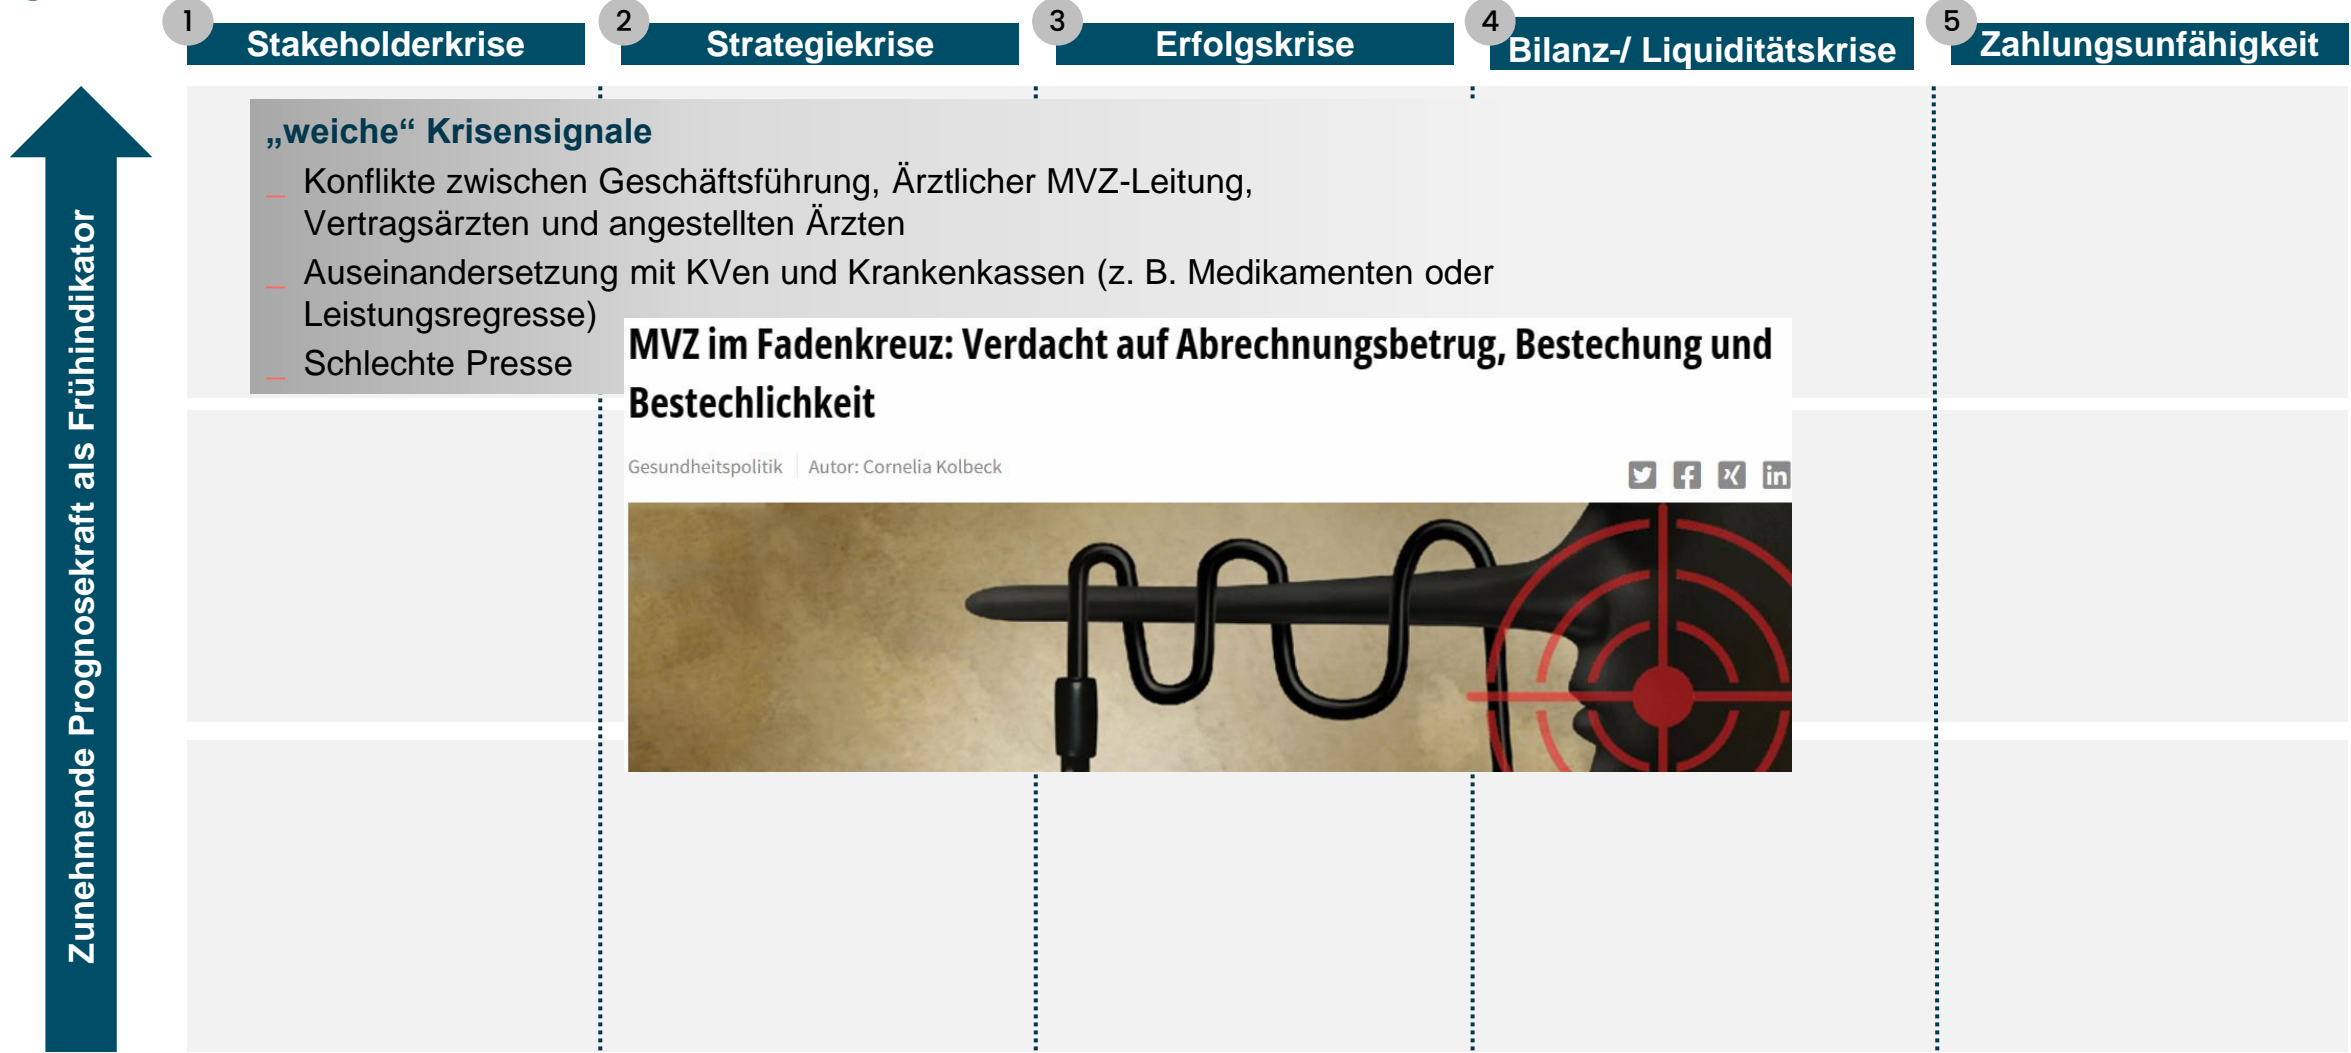 1
Stakeholderkrise
2
Strategiekrise
3
Erfolgskrise
4
Bilanz-/ Liquiditätskrise
5
Zahlungsunfähigkeit
Zunehmende Prognosekraft als Frühindikator
„weiche“ Krisensignale
_ Konflikte zwischen Geschäftsführung, Ärztlicher MVZ-Leitung,
Vertragsärzten und angestellten Ärzten
_ Auseinandersetzung mit KVen und Krankenkassen (z. B. Medikamenten oder
Leistungsregresse)
_ Schlechte Presse
MVZ im Fadenkreuz: Verdacht auf Abrechnungsbetrug, Bestechung und
Bestechlichkeit
Gesundheitspolitik | Autor: Cornelia Kolbeck